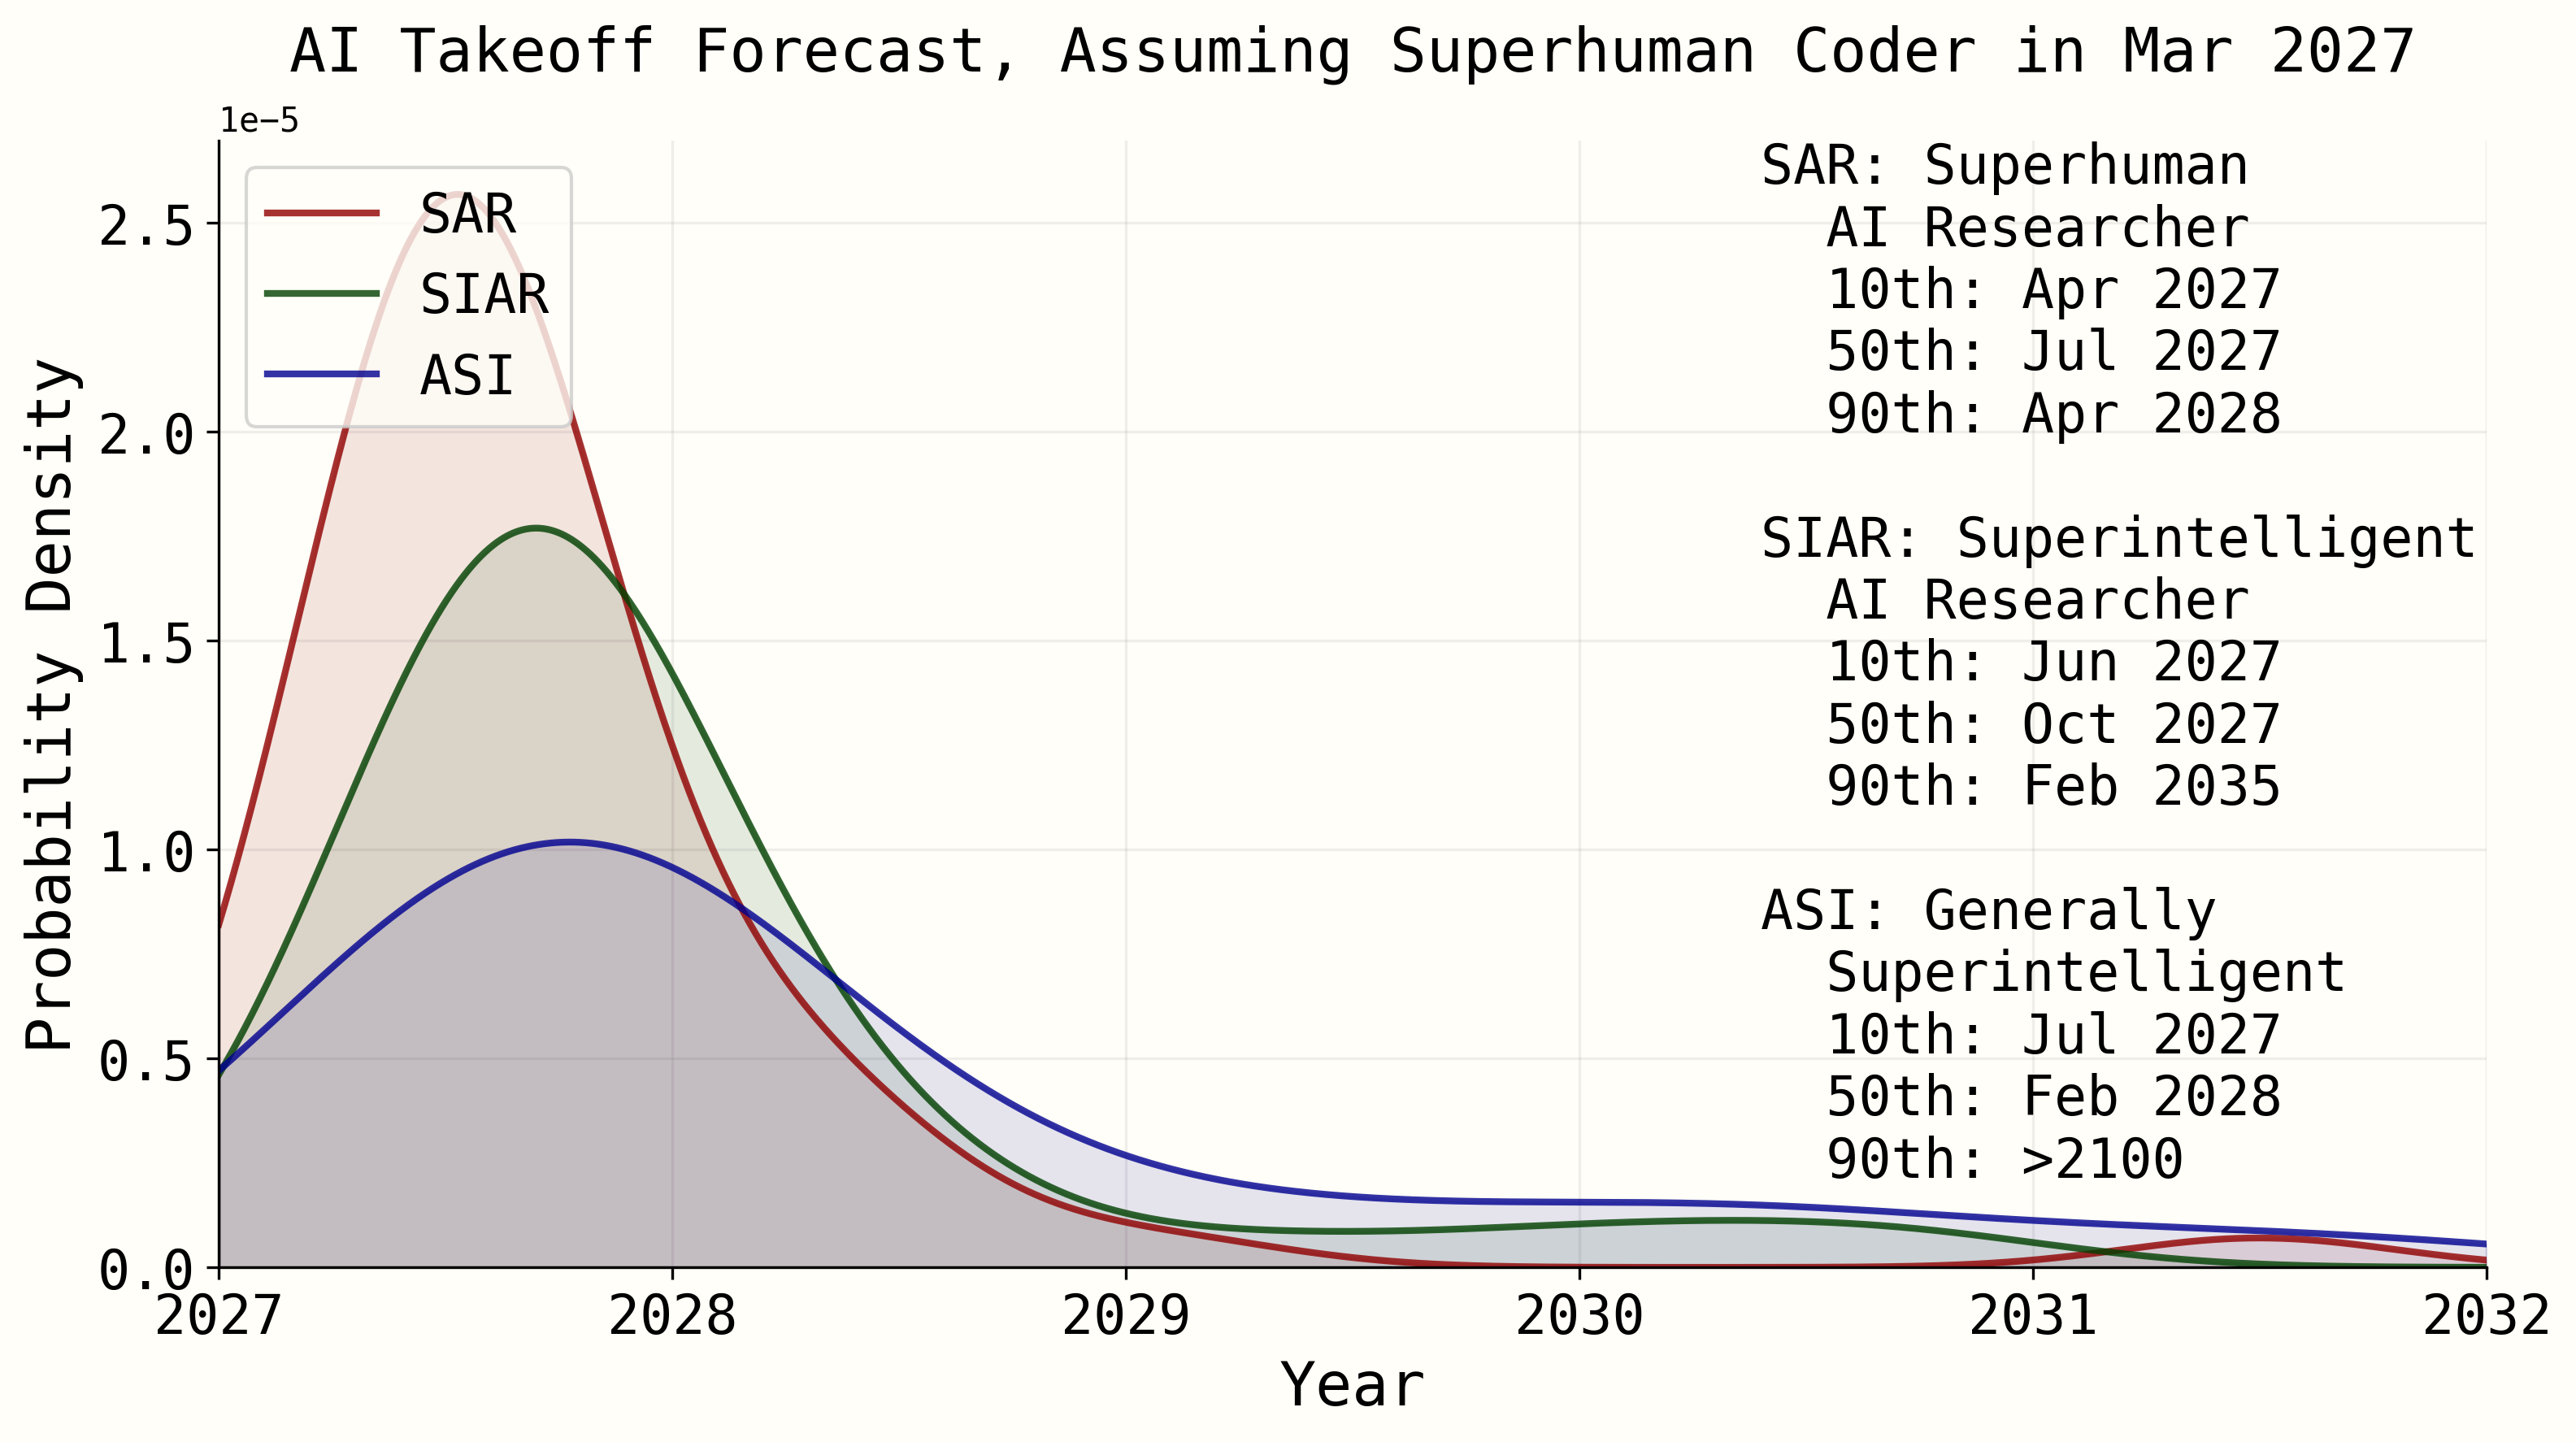 AI Takeoff Forecast, Assuming Superhuman Coder in Mar 2027
1e−5
SAR
SIAR
ASI
SAR: Superhuman
AI Researcher
10th: Apr 2027
50th: Jul 2027
90th: Apr 2028
SIAR: Superintelligent
AI Researcher
10th: Jun 2027
50th: Oct 2027
90th: Feb 2035
ASI: Generally
Superintelligent
10th: Jul 2027
50th: Feb 2028
90th: >2100
Probability Density
2.5
2.0
1.5
1.0
0.5
0.0
2027 2028 2029 2030 2031 2032
Year